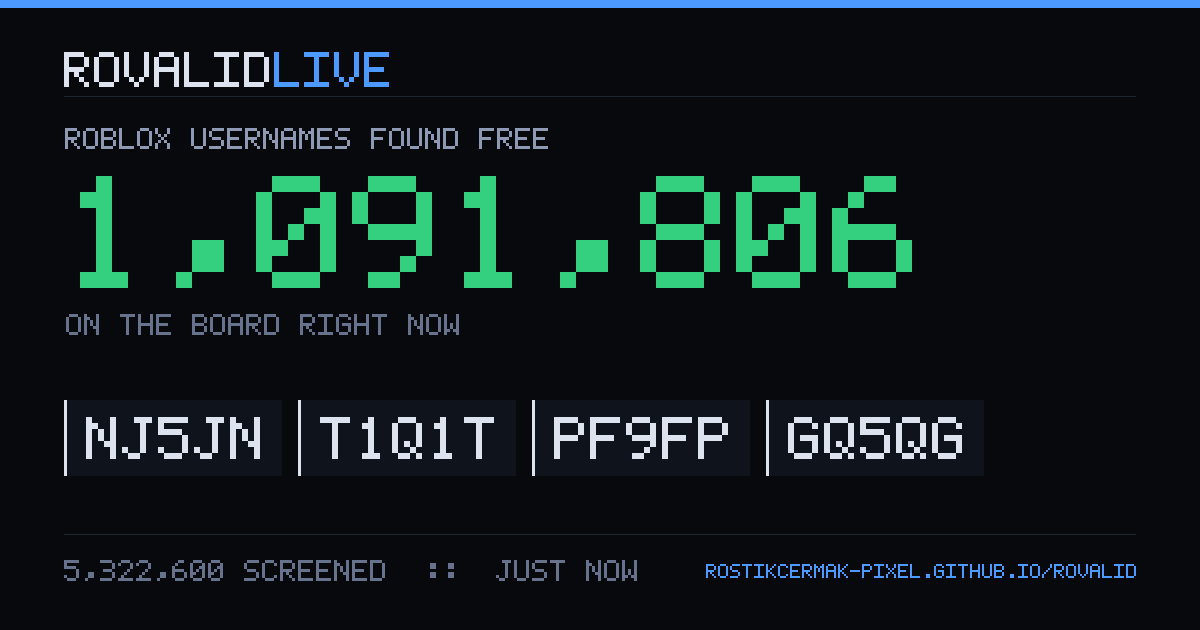 ROVALIDLIVE
ROBLOX USERNAMES FOUND FREE
1,091,806
ON THE BOARD RIGHT NOW
NJ5JN T1Q1T PF9FP GQ5QG
5,322,600 SCREENED :: JUST NOW ROSTIKCERMAK-PIXEL.GITHUB.IO/ROVALID